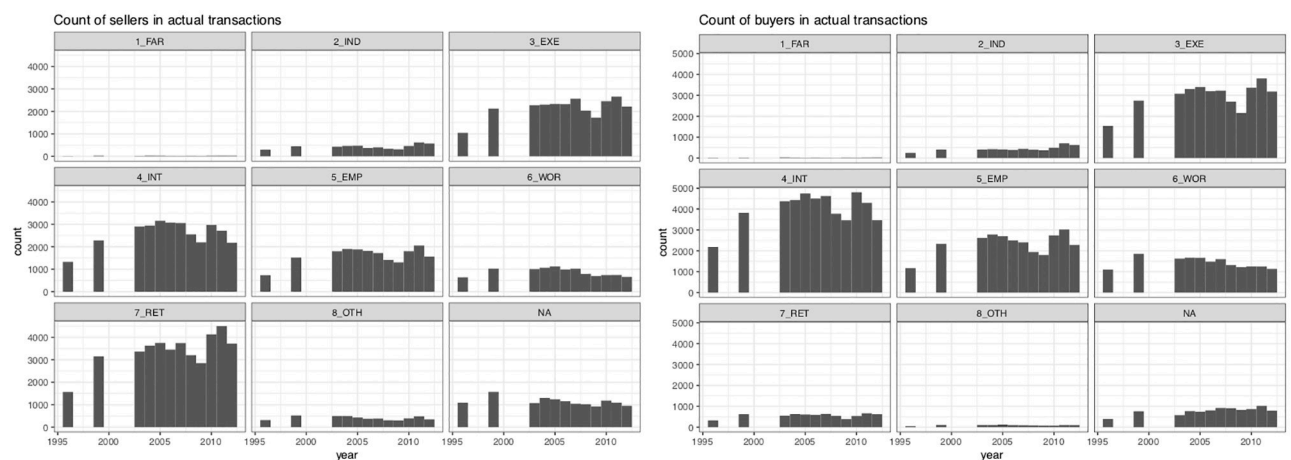 Count of sellers in actual transactions
1_FAR 2_IND 3_EXE
4000
3000
2000
1000
0
4_INT 5_EMP 6_WOR
4000
3000
2000
1000
0
7_RET 8_OTH NA
4000
3000
2000
1000
0
count
1995 2000 2005 2010 1995 2000 2005 2010 1995 2000 2005 2010
year
Count of buyers in actual transactions
1_FAR 2_IND 3_EXE
5000
4000
3000
2000
1000
0
4_INT 5_EMP 6_WOR
5000
4000
3000
2000
1000
0
7_RET 8_OTH NA
5000
4000
3000
2000
1000
0
count
1995 2000 2005 2010 1995 2000 2005 2010 1995 2000 2005 2010
year